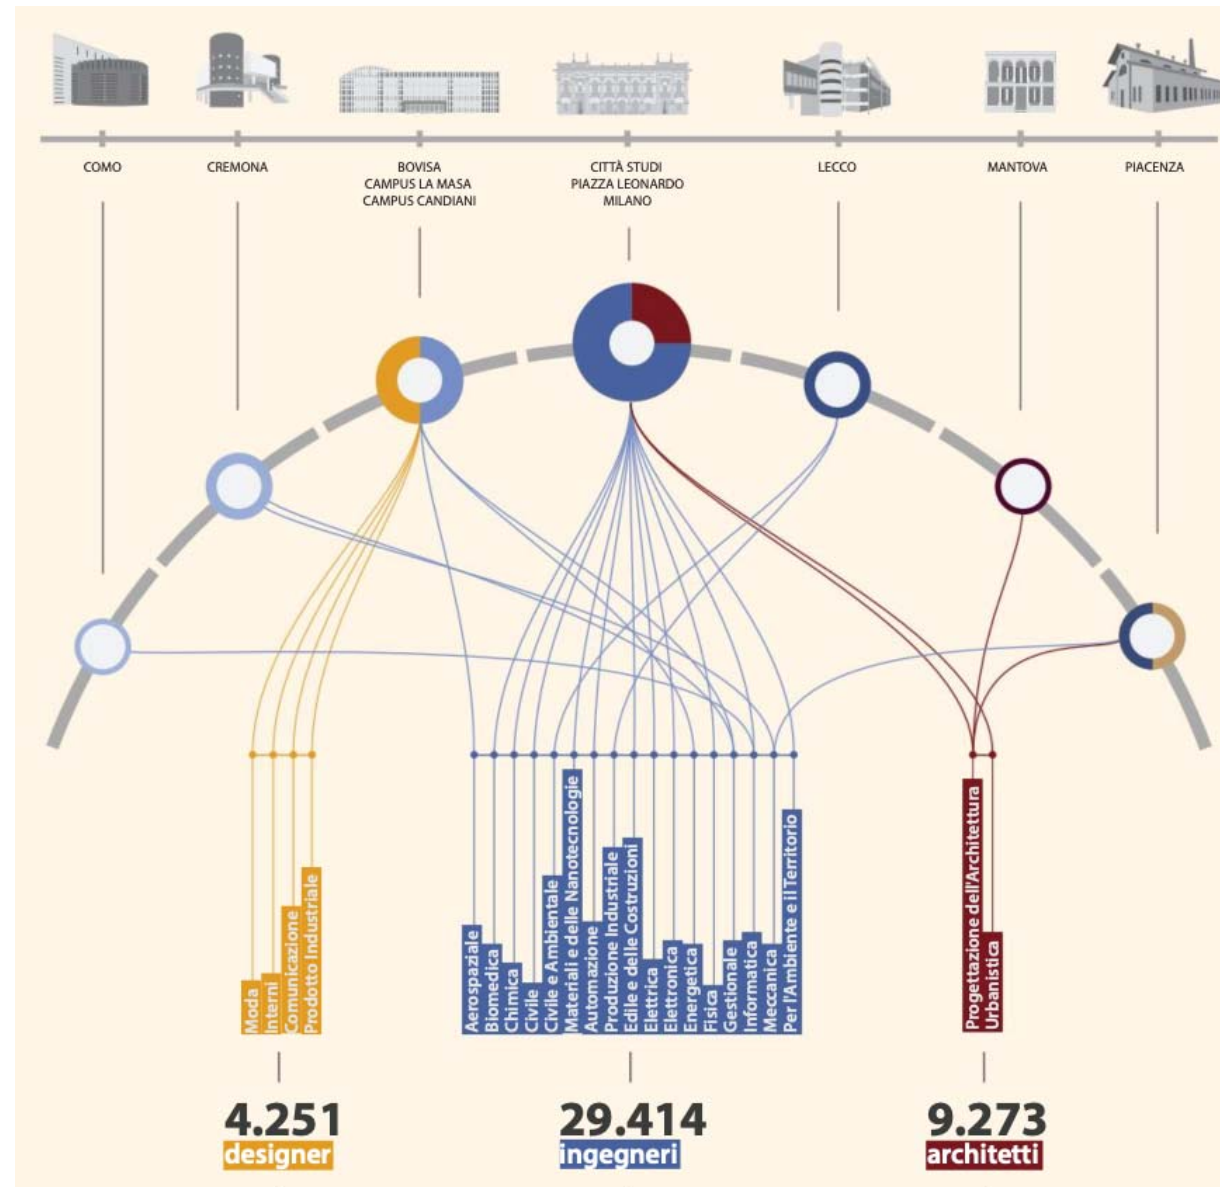 COMO
CREMONA
BOVISA
CAMPUS LA MASA
CAMPUS CANDIANI
CITTÀ STUDI
PIAZZA LEONARDO
MILANO
LECCO
MANTOVA
PIACENZA
Moda
Interni
Comunicazione
Prodotto Industriale
Aerospaziale
Biomedica
Chimica
Civile
Civile e Ambientale
Materiali e delle Nanotecnologie
Automazione
Produzione Industriale
Edile e delle Costruzioni
Elettrica
Elettronica
Energetica
Fisica
Gestionale
Informatica
Meccanica
Per l'Ambiente e il Territorio
Progettazione dell'Architettura
Urbanistica
4.251
designer
29.414
ingegneri
9.273
architetti